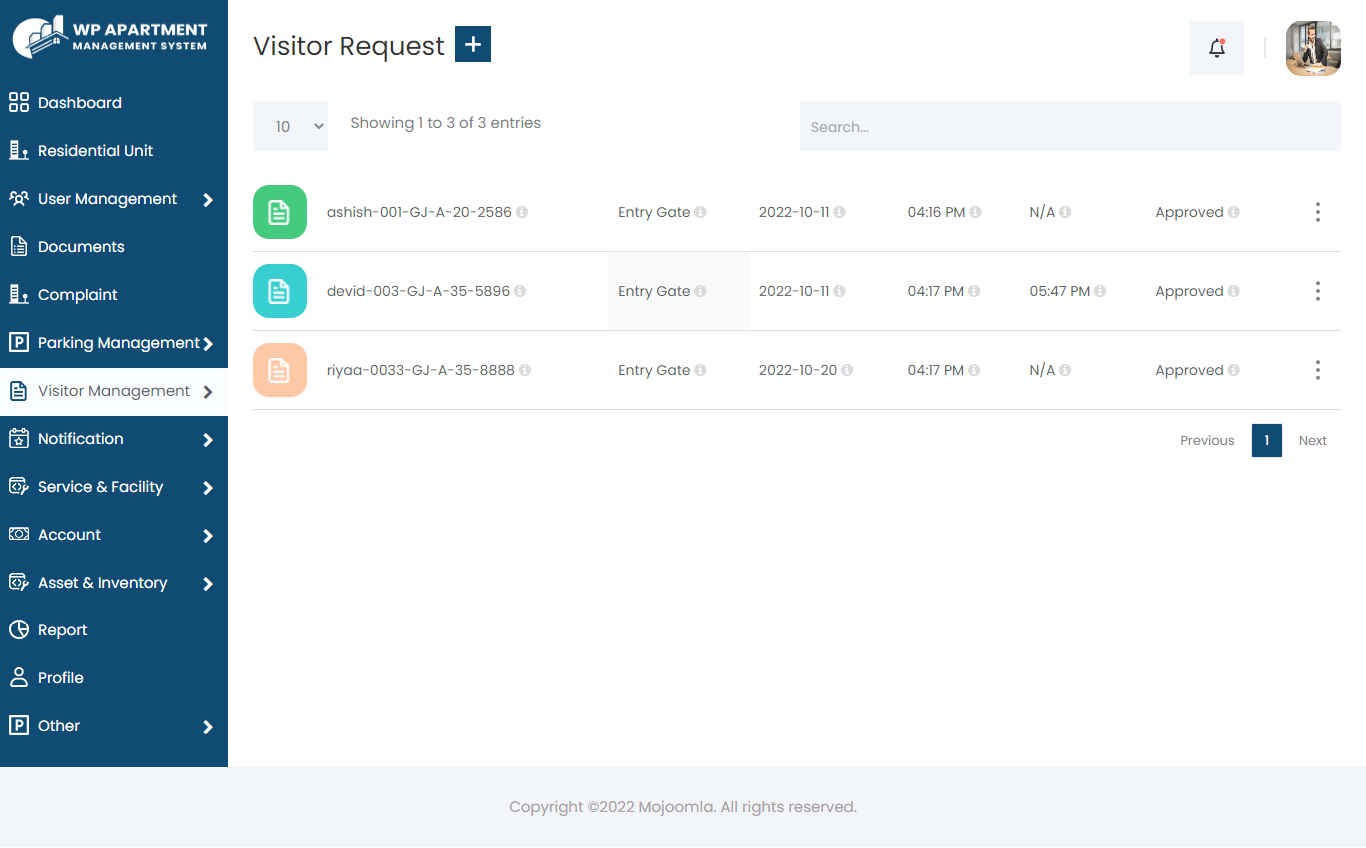 WP APARTMENT
MANAGEMENT SYSTEM
Dashboard
Residential Unit
User Management
Documents
Complaint
Parking Management
Visitor Management
Notification
Service & Facility
Account
Asset & Inventory
Report
Profile
Other
Visitor Request +
10 Showing 1 to 3 of 3 entries Search...
ashish-001-GJ-A-20-2586 Entry Gate 2022-10-11 04:16 PM N/A Approved
devid-003-GJ-A-35-5896 Entry Gate 2022-10-11 04:17 PM 05:47 PM Approved
riyaa-0033-GJ-A-35-8888 Entry Gate 2022-10-20 04:17 PM N/A Approved
Previous 1 Next
Copyright ©2022 Mojoomla. All rights reserved.